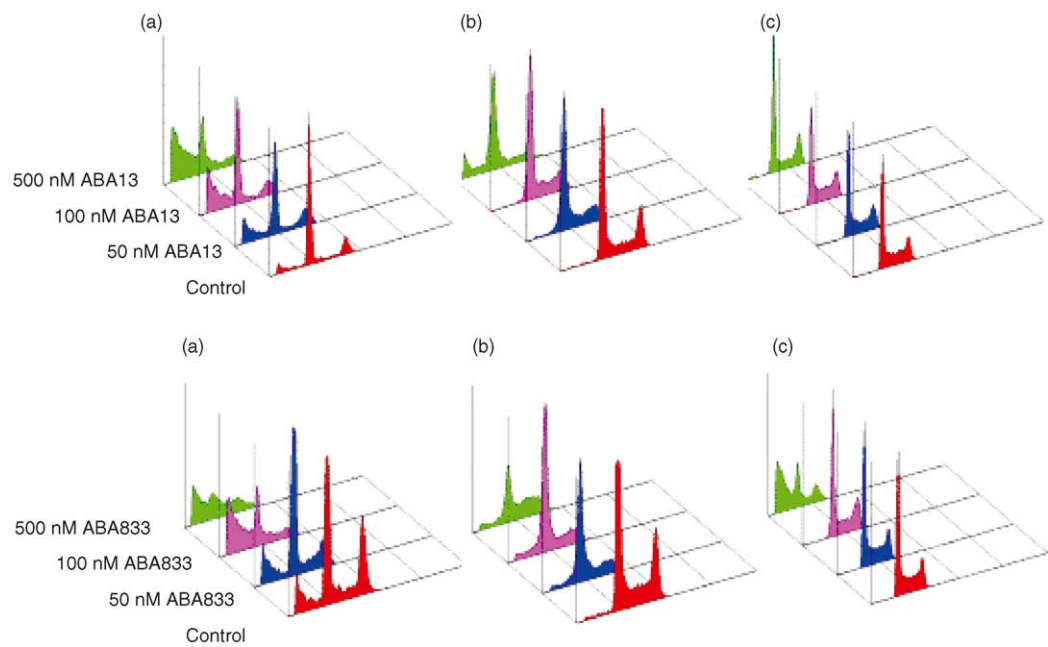 (a)
(b)
(c)
500 nM ABA13
100 nM ABA13
50 nM ABA13
Control
(a)
(b)
(c)
500 nM ABA833
100 nM ABA833
50 nM ABA833
Control